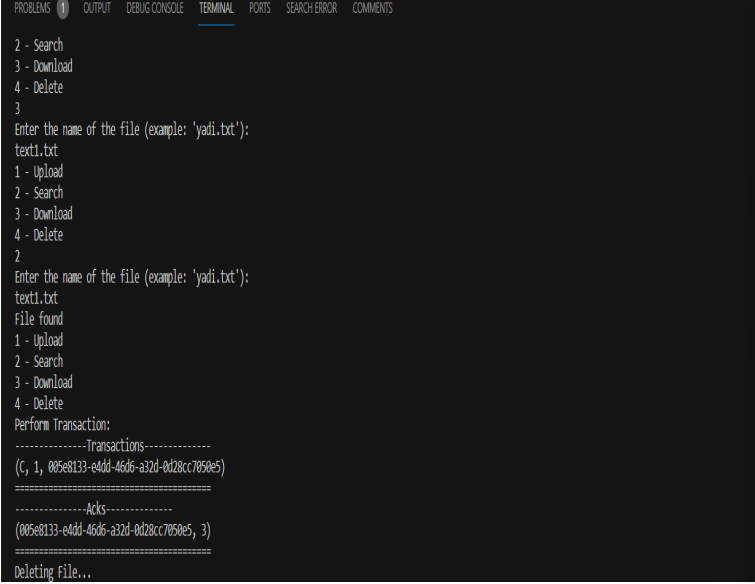 PROBLEMS 1 OUTPUT DEBUG CONSOLE TERMINAL PORTS SEARCH ERROR COMMENTS
2 - Search
3 - Download
4 - Delete
3
Enter the name of the file (example: 'yadi.txt'):
text1.txt
1 - Upload
2 - Search
3 - Download
4 - Delete
2
Enter the name of the file (example: 'yadi.txt'):
text1.txt
File found
1 - Upload
2 - Search
3 - Download
4 - Delete
Perform Transaction:
---------------Transactions--------------
(C, 1, 005e8133-e4dd-46d6-a32d-0d28cc7050e5)
=========================================
---------------Acks--------------
(005e8133-e4dd-46d6-a32d-0d28cc7050e5, 3)
=========================================
Deleting File...